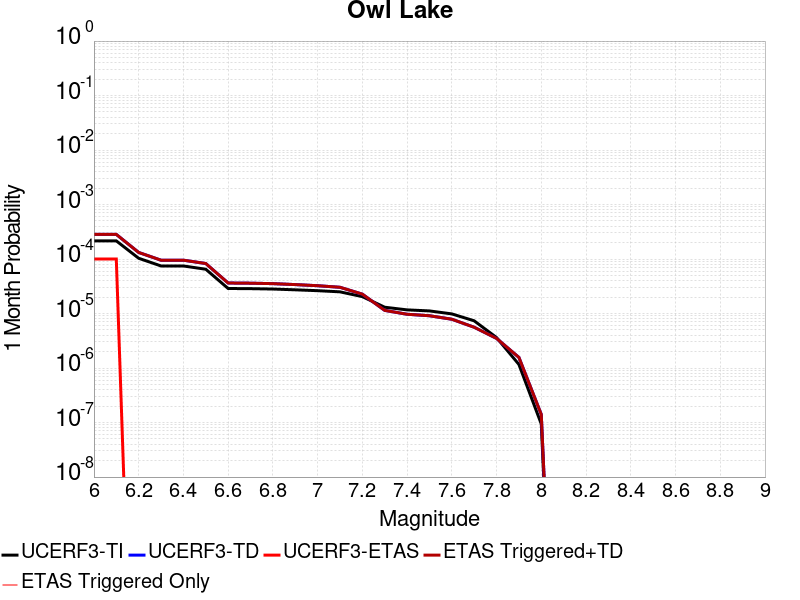 Owl Lake
10^0
10^-1
10^-2
10^-3
10^-4
10^-5
10^-6
10^-7
10^-8
1 Month Probability
6 6.2 6.4 6.6 6.8 7 7.2 7.4 7.6 7.8 8 8.2 8.4 8.6 8.8 9
Magnitude
UCERF3-TI UCERF3-TD UCERF3-ETAS ETAS Triggered+TD
ETAS Triggered Only